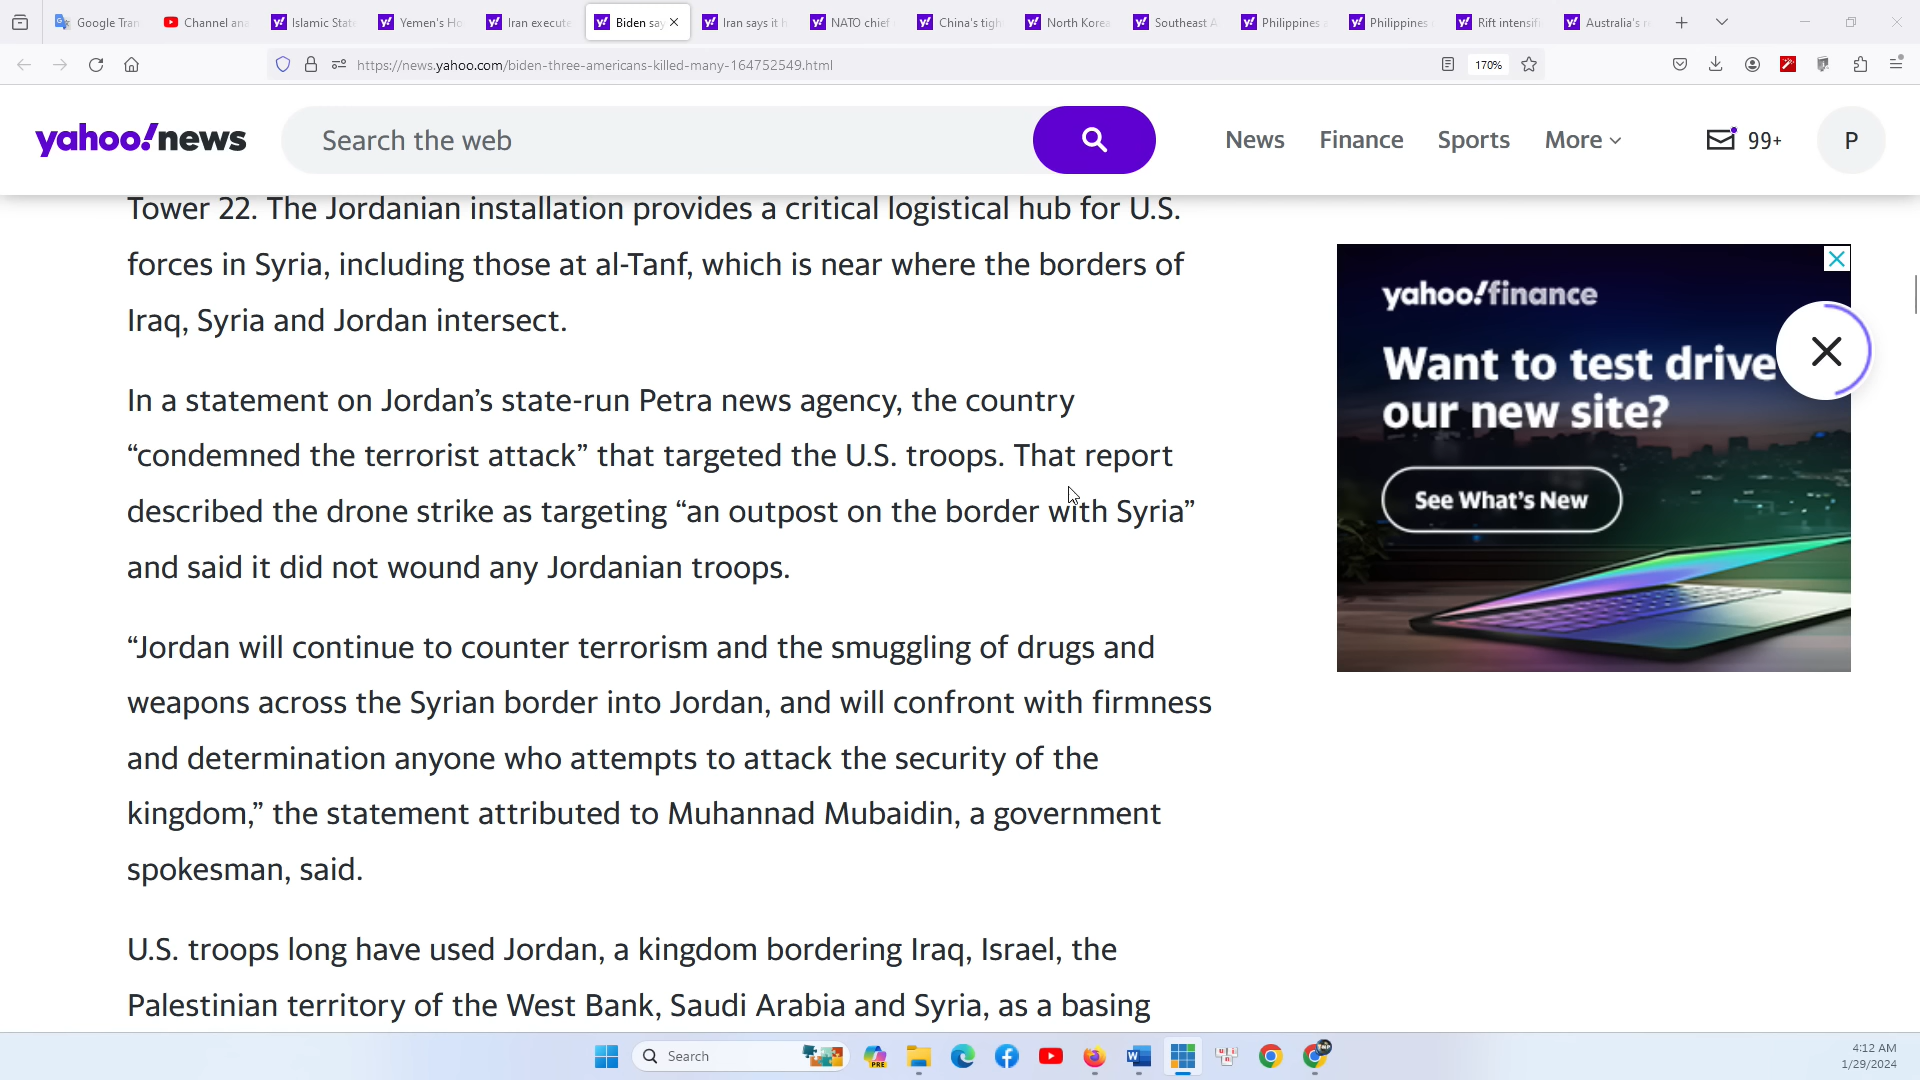 Google Tran
Channel ana
Islamic Stat
Yemen's Ho
Iran execute
Biden say
Iran says it h
NATO chief
China's tigh
North Korea
Southeast A
Philippines a
Philippines
Rift intensifi
Australia's r
https://news.yahoo.com/biden-three-americans-killed-many-164752549.html
170%
yahoo!news
Search the web
News
Finance
Sports
More
99+
P
Tower 22. The Jordanian installation provides a critical logistical hub for U.S.
forces in Syria, including those at al-Tanf, which is near where the borders of
Iraq, Syria and Jordan intersect.
In a statement on Jordan’s state-run Petra news agency, the country
“condemned the terrorist attack” that targeted the U.S. troops. That report
described the drone strike as targeting “an outpost on the border with Syria”
and said it did not wound any Jordanian troops.
“Jordan will continue to counter terrorism and the smuggling of drugs and
weapons across the Syrian border into Jordan, and will confront with firmness
and determination anyone who attempts to attack the security of the
kingdom,” the statement attributed to Muhannad Mubaidin, a government
spokesman, said.
U.S. troops long have used Jordan, a kingdom bordering Iraq, Israel, the
Palestinian territory of the West Bank, Saudi Arabia and Syria, as a basing
yahoo!finance
Want to test drive
our new site?
See What's New
Search
PRE
4:12 AM
1/29/2024